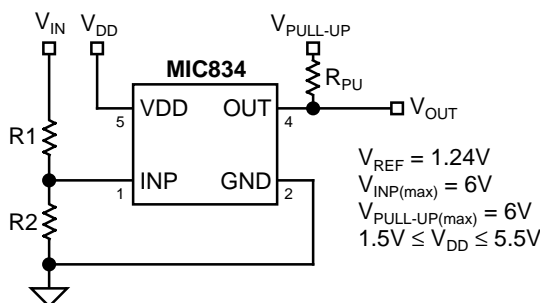 V_IN V_DD V_PULL-UP
MIC834
R_PU
5 VDD OUT 4 V_OUT
R1
1 INP GND 2
R2
V_REF = 1.24V
V_INP(max) = 6V
V_PULL-UP(max) = 6V
1.5V ≤ V_DD ≤ 5.5V